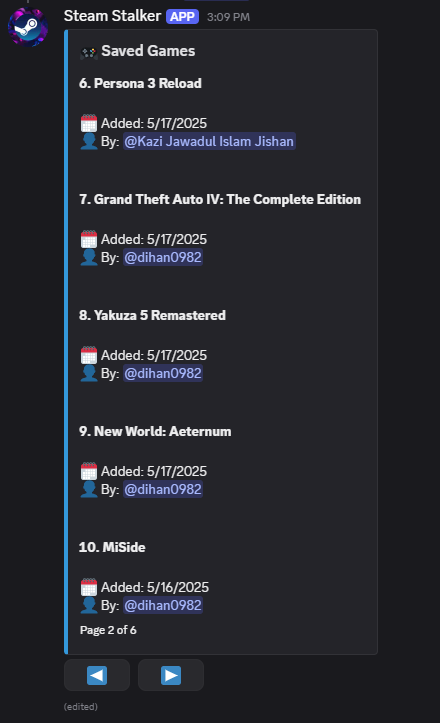 Steam Stalker APP 3:09 PM
🎮 Saved Games
6. Persona 3 Reload
📅 Added: 5/17/2025
👤 By: @Kazi Jawadul Islam Jishan
7. Grand Theft Auto IV: The Complete Edition
📅 Added: 5/17/2025
👤 By: @dihan0982
8. Yakuza 5 Remastered
📅 Added: 5/17/2025
👤 By: @dihan0982
9. New World: Aeternum
📅 Added: 5/17/2025
👤 By: @dihan0982
10. MiSide
📅 Added: 5/16/2025
👤 By: @dihan0982
Page 2 of 6
(edited)